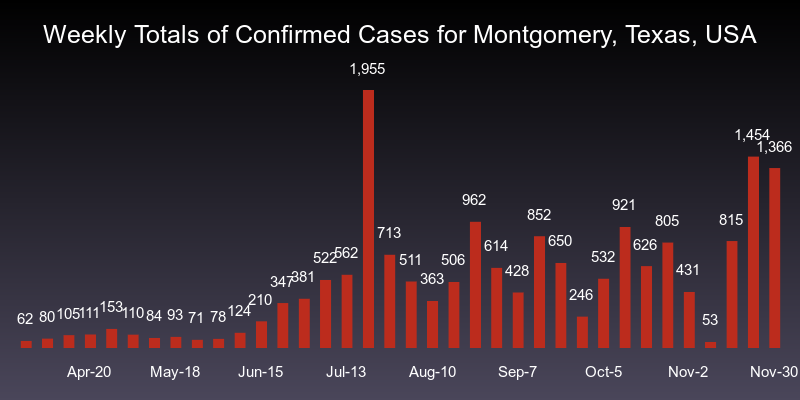 Weekly Totals of Confirmed Cases for Montgomery, Texas, USA
62 80 105 111 153 110 84 93 71 78 124 210 347 381 522 562 1,955 713 511 363 506 962 614 428 852 650 246 532 921 626 805 431 53 815 1,454 1,366
Apr-20 May-18 Jun-15 Jul-13 Aug-10 Sep-7 Oct-5 Nov-2 Nov-30